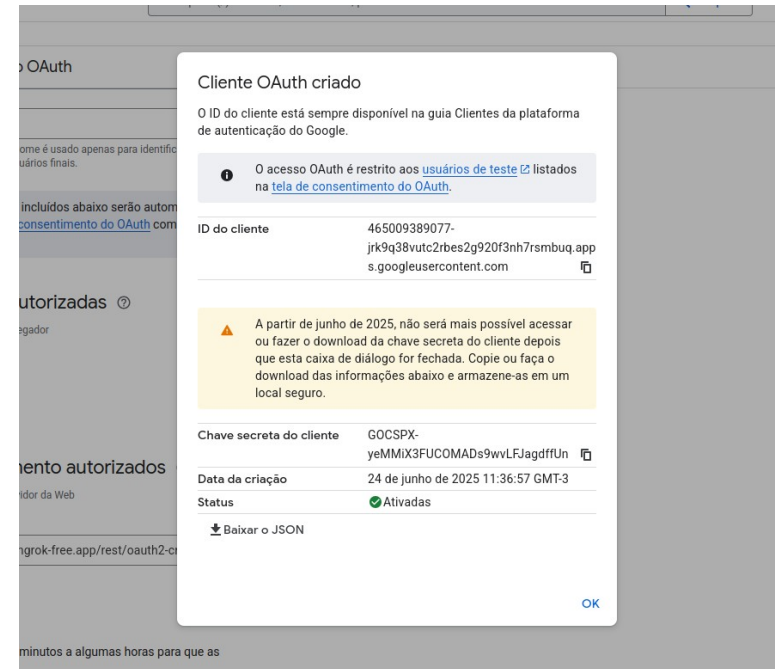 o OAuth
ome é usado apenas para identific
uários finais.
incluídos abaixo serão autom
consentimento do OAuth com
utorizadas
egador
mento autorizados
vidor da Web
ngrok-free.app/rest/oauth2-cr
minutos a algumas horas para que as
Cliente OAuth criado
O ID do cliente está sempre disponível na guia Clientes da plataforma
de autenticação do Google.
O acesso OAuth é restrito aos usuários de teste listados
na tela de consentimento do OAuth.
ID do cliente 465009389077-
jrk9q38vutc2rbes2g920f3nh7rsmbuq.app
s.googleusercontent.com
A partir de junho de 2025, não será mais possível acessar
ou fazer o download da chave secreta do cliente depois
que esta caixa de diálogo for fechada. Copie ou faça o
download das informações abaixo e armazene-as em um
local seguro.
Chave secreta do cliente GOCSPX-
yeMMiX3FUCOMADs9wvLFJagdffUn
Data da criação 24 de junho de 2025 11:36:57 GMT-3
Status Ativadas
Baixar o JSON
OK